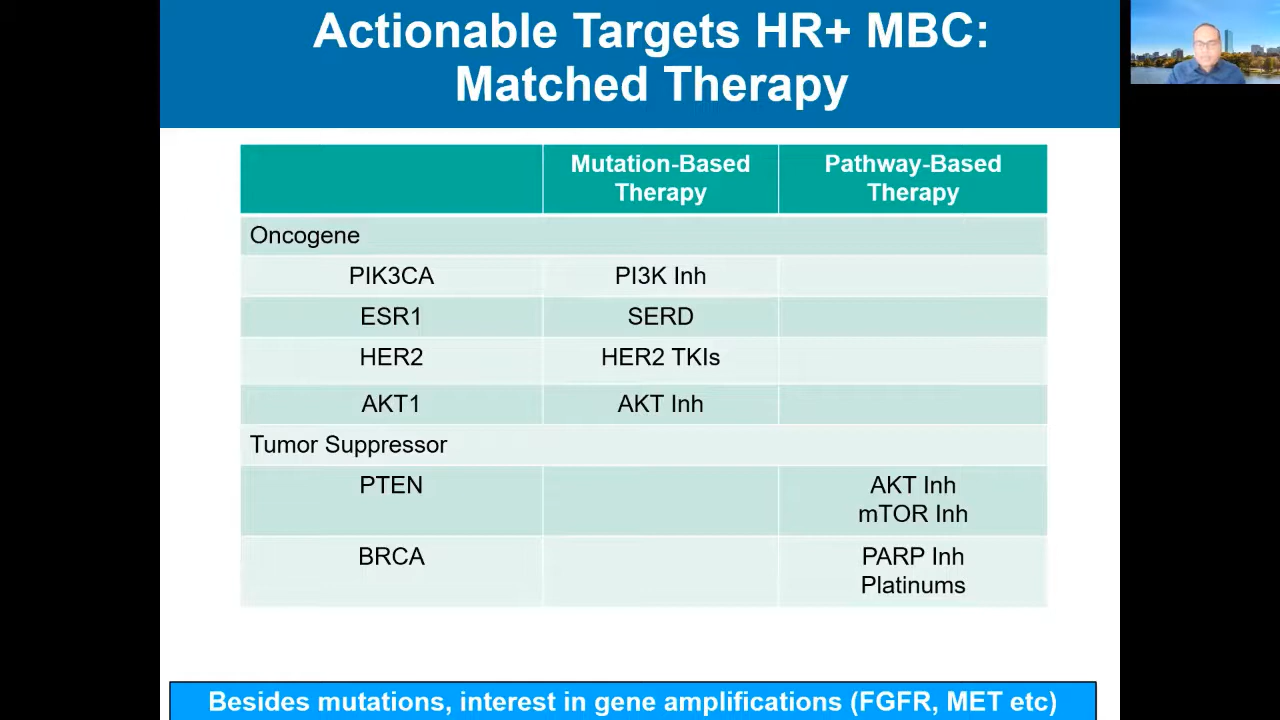 Actionable Targets HR+ MBC:
Matched Therapy
Mutation-Based
Therapy
Pathway-Based
Therapy
Oncogene
PIK3CA
PI3K Inh
ESR1
SERD
HER2
HER2 TKIs
AKT1
AKT Inh
Tumor Suppressor
PTEN
AKT Inh
mTOR Inh
BRCA
PARP Inh
Platinums
Besides mutations, interest in gene amplifications (FGFR, MET etc)